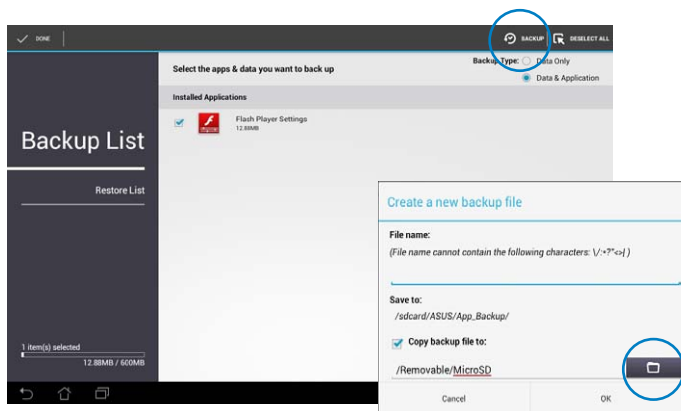 DONE
BACKUP
DESELECT ALL
Select the apps & data you want to back up
Backup Type:
Data Only
Data & Application
Installed Applications
Flash Player Settings
12.88MB
Backup List
Restore List
1 item(s) selected
12.88MB / 600MB
Create a new backup file
File name:
(File name cannot contain the following characters: \/:*?"<>| )
Save to:
/sdcard/ASUS/App_Backup/
Copy backup file to:
/Removable/MicroSD
Cancel
OK